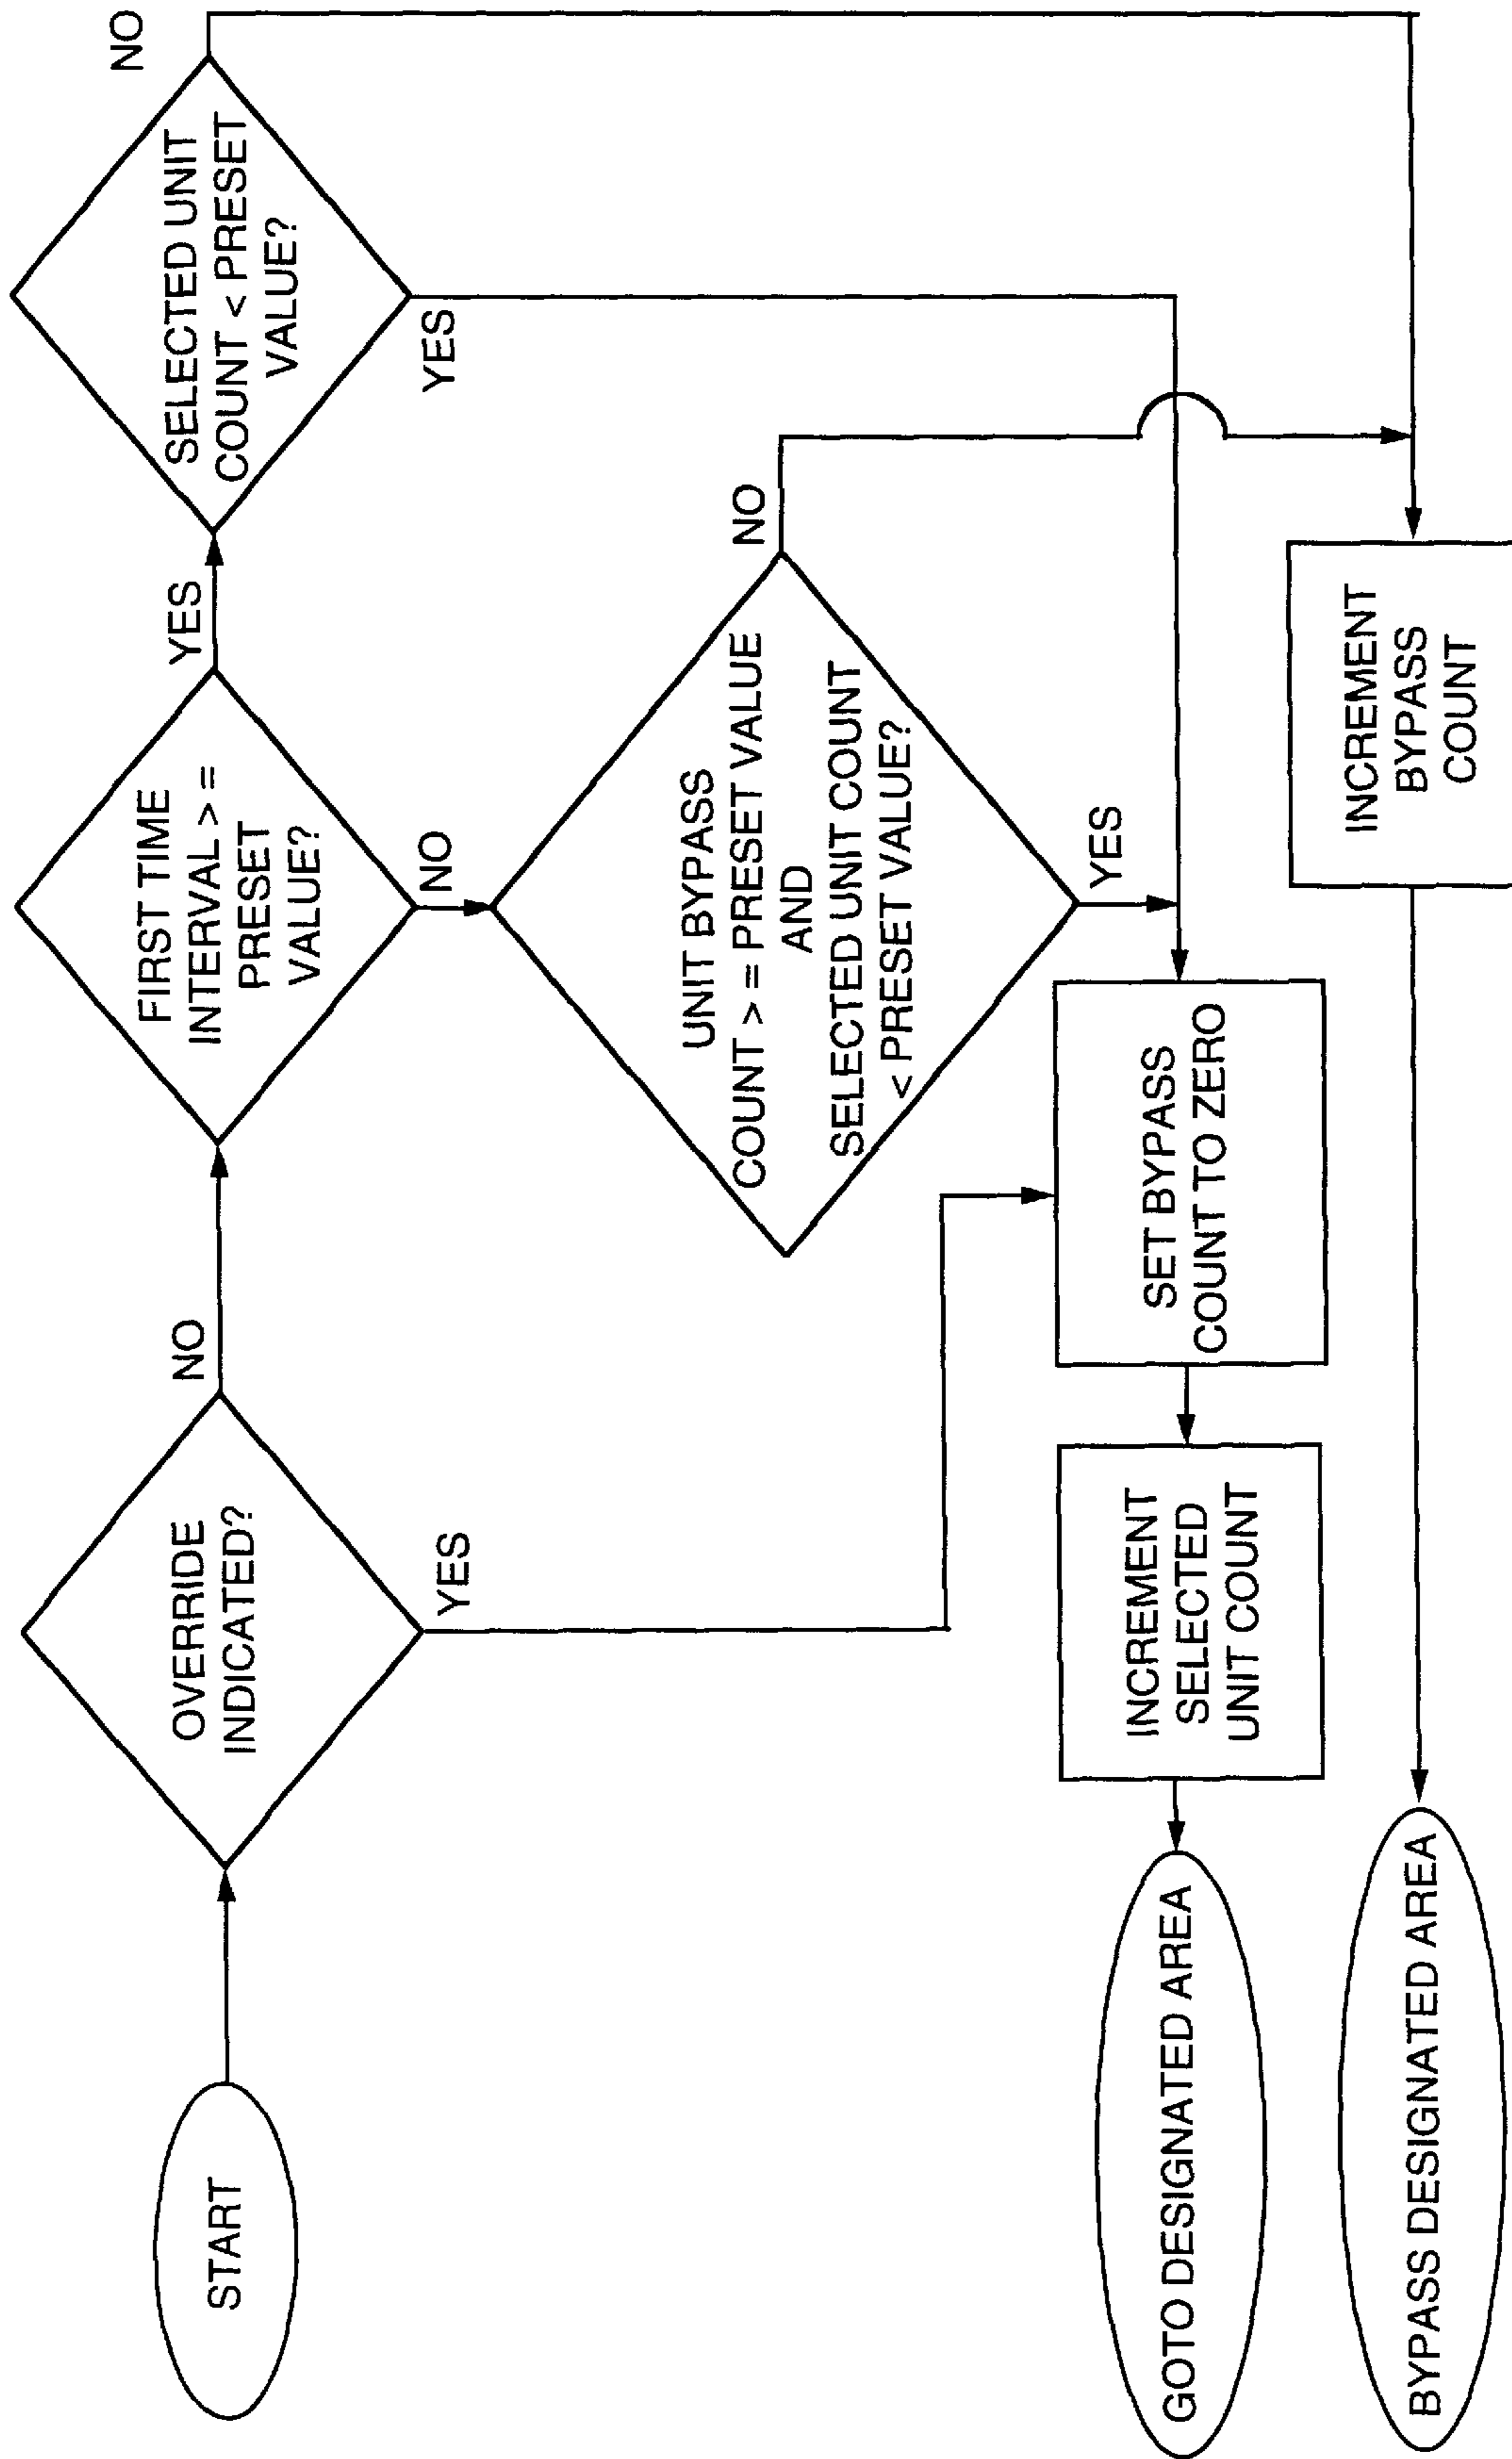 START
OVERRIDE
INDICATED?
NO
YES
FIRST TIME
INTERVAL > =
PRESET
VALUE?
YES
NO
SELECTED UNIT
COUNT < PRESET
VALUE?
NO
YES
UNIT BYPASS
COUNT > = PRESET VALUE
AND
SELECTED UNIT COUNT
< PRESET VALUE?
NO
YES
SET BYPASS
COUNT TO ZERO
INCREMENT
SELECTED
UNIT COUNT
GOTO DESIGNATED AREA
INCREMENT
BYPASS
COUNT
BYPASS DESIGNATED AREA